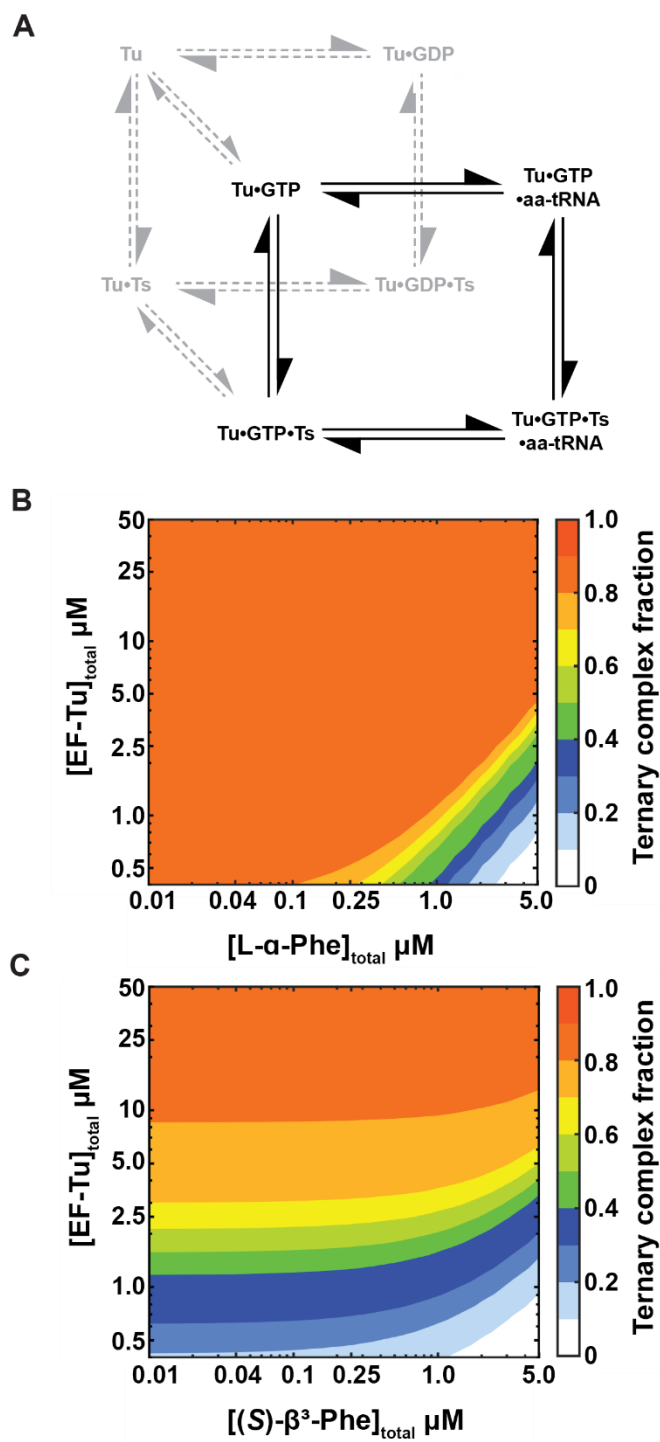 A
Tu
Tu•GDP
Tu•GTP
Tu•GTP
•aa-tRNA
Tu•Ts
Tu•GDP•Ts
Tu•GTP•Ts
Tu•GTP•Ts
•aa-tRNA
B
50
25
10
5.0
2.5
1.0
0.5
[EF-Tu]total µM
0.01
0.04
0.1
0.25
1.0
5.0
[L-α-Phe]total µM
1.0
0.8
0.6
0.4
0.2
0
Ternary complex fraction
C
50
25
10
5.0
2.5
1.0
0.5
[EF-Tu]total µM
0.01
0.04
0.1
0.25
1.0
5.0
[(S)-β³-Phe]total µM
1.0
0.8
0.6
0.4
0.2
0
Ternary complex fraction